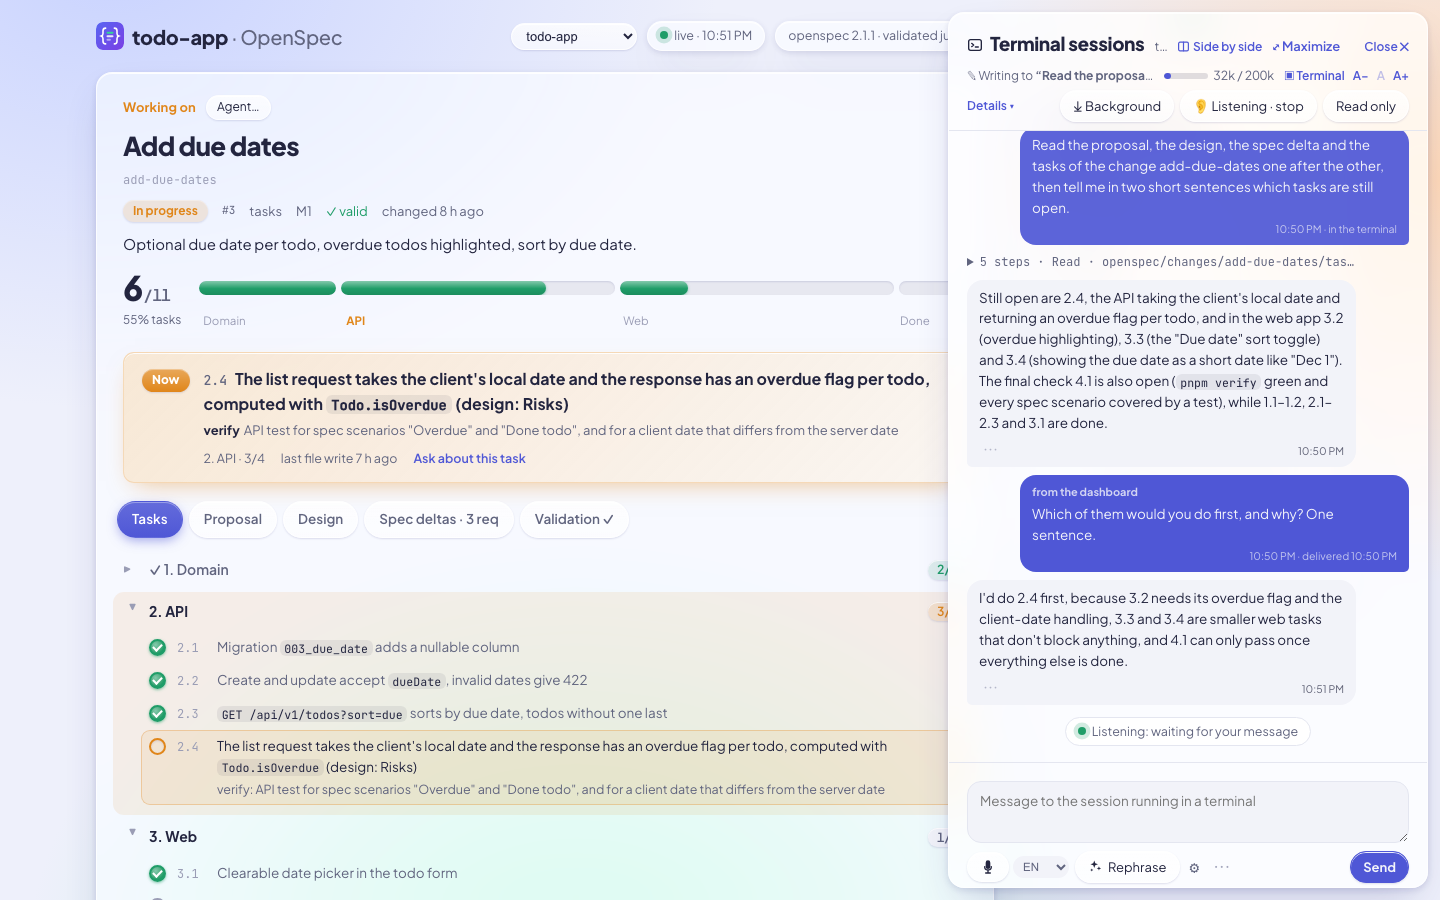 todo-app · OpenSpec
todo-app
live · 10:51 PM
openspec 2.1.1 · validated
Working on
Agent…
Add due dates
add-due-dates
In progress
#3
tasks
M1
✓ valid
changed 8 h ago
Optional due date per todo, overdue todos highlighted, sort by due date.
6/11
55% tasks
Domain
API
Web
Done
Now
2.4 The list request takes the client's local date and the response has an overdue flag per todo,
computed with Todo.isOverdue (design: Risks)
verify API test for spec scenarios "Overdue" and "Done todo", and for a client date that differs from the server date
2. API · 3/4
last file write 7 h ago
Ask about this task
Tasks
Proposal
Design
Spec deltas · 3 req
Validation ✓
✓ 1. Domain
2/
2. API
3/
2.1 Migration 003_due_date adds a nullable column
2.2 Create and update accept dueDate, invalid dates give 422
2.3 GET /api/v1/todos?sort=due sorts by due date, todos without one last
2.4 The list request takes the client's local date and the response has an overdue flag per todo, computed with
Todo.isOverdue (design: Risks)
verify: API test for spec scenarios "Overdue" and "Done todo", and for a client date that differs from the server date
3. Web
1/
3.1 Clearable date picker in the todo form
Terminal sessions
t…
Side by side
Maximize
Close ✕
Writing to “Read the proposa…
32k / 200k
Terminal
A−
A
A+
Details
Background
Listening · stop
Read only
Read the proposal, the design, the spec delta and the
tasks of the change add-due-dates one after the other,
then tell me in two short sentences which tasks are still
open.
10:50 PM · in the terminal
5 steps · Read · openspec/changes/add-due-dates/tas…
Still open are 2.4, the API taking the client's local date and
returning an overdue flag per todo, and in the web app 3.2
(overdue highlighting), 3.3 (the "Due date" sort toggle)
and 3.4 (showing the due date as a short date like "Dec 1").
The final check 4.1 is also open (pnpm verify green and
every spec scenario covered by a test), while 1.1–1.2, 2.1–
2.3 and 3.1 are done.
···
10:50 PM
from the dashboard
Which of them would you do first, and why? One
sentence.
10:50 PM · delivered 10:50 PM
I'd do 2.4 first, because 3.2 needs its overdue flag and the
client-date handling, 3.3 and 3.4 are smaller web tasks
that don't block anything, and 4.1 can only pass once
everything else is done.
···
10:51 PM
Listening: waiting for your message
Message to the session running in a terminal
EN
Rephrase
···
Send